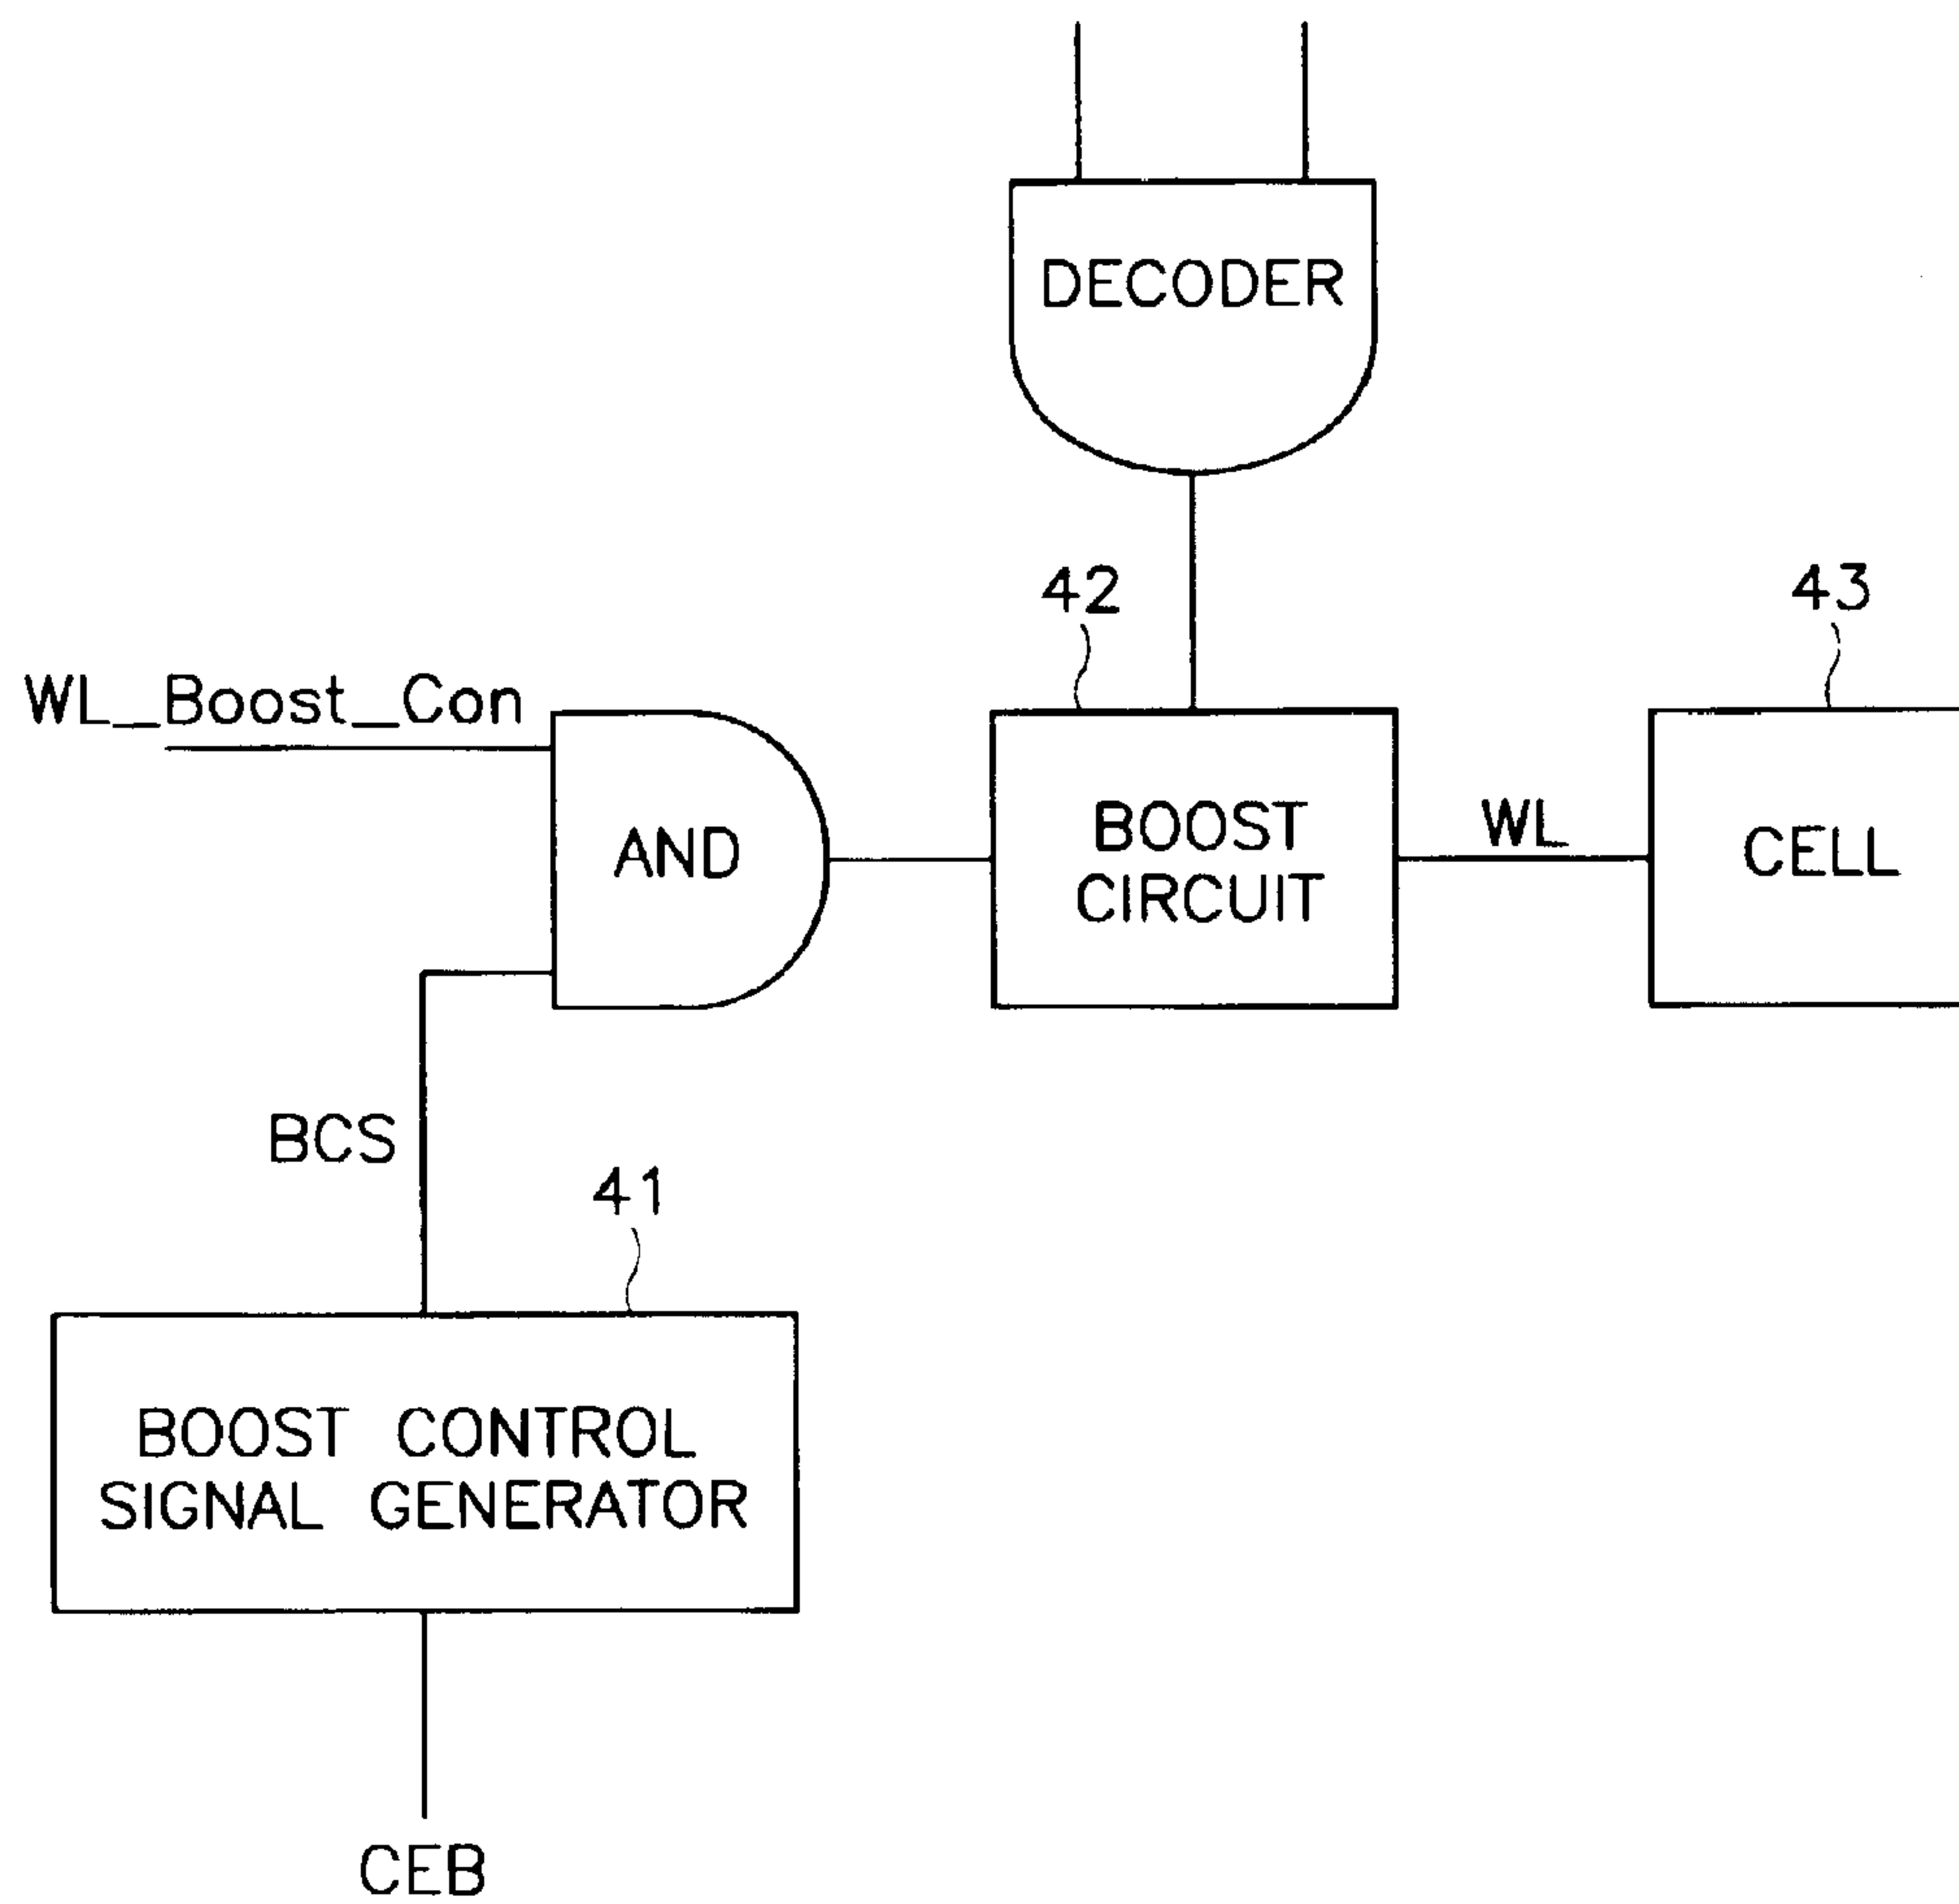 DECODER
42
43
WL_Boost_Con
AND
BOOST
CIRCUIT
WL
CELL
BCS
41
BOOST CONTROL
SIGNAL GENERATOR
CEB